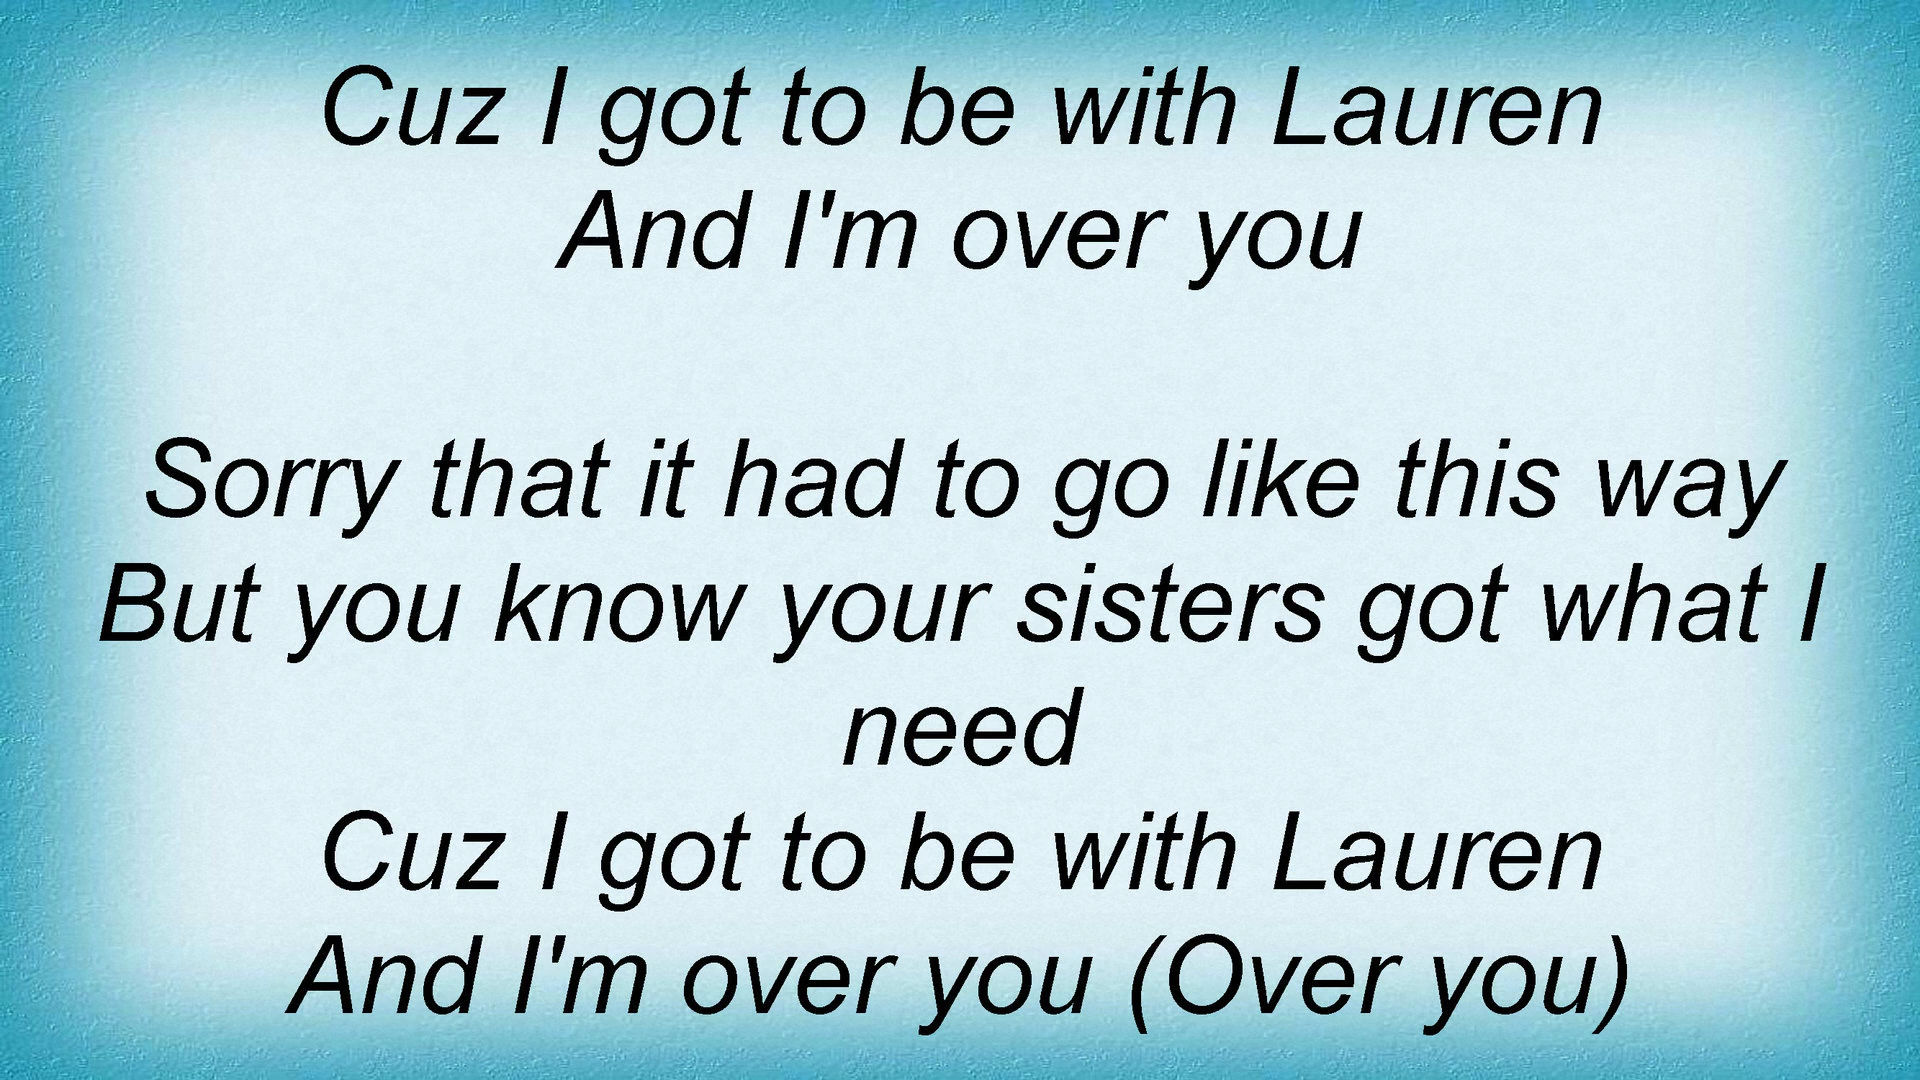 Cuz I got to be with Lauren
And I'm over you
Sorry that it had to go like this way
But you know your sisters got what I
need
Cuz I got to be with Lauren
And I'm over you (Over you)